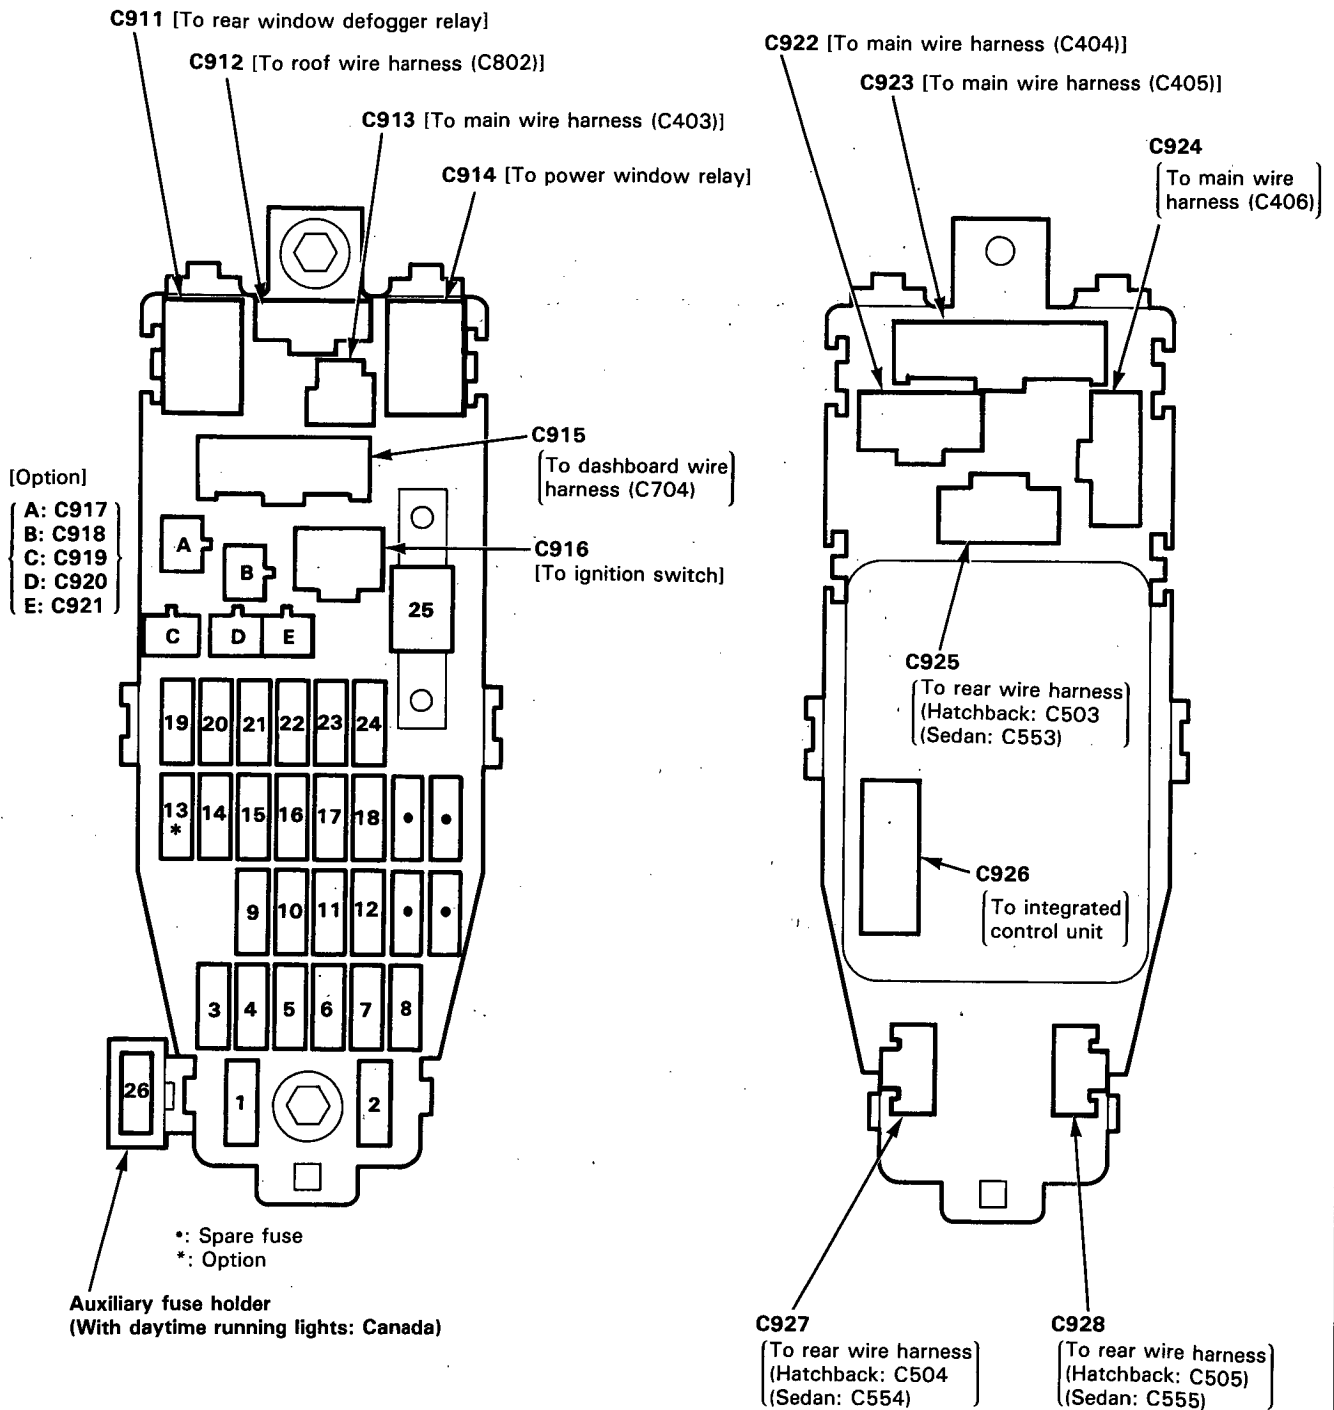 C911 [To rear window defogger relay]
C912 [To roof wire harness (C802)]
C913 [To main wire harness (C403)]
C914 [To power window relay]
C922 [To main wire harness (C404)]
C923 [To main wire harness (C405)]
C924
To main wire
harness (C406)
C915
To dashboard wire
harness (C704)
[Option]
A: C917
B: C918
C: C919
D: C920
E: C921
A
B
C916
[To ignition switch]
25
C D E
C925
To rear wire harness
(Hatchback: C503
(Sedan: C553)
19 20 21 22 23 24
13 14 15 16 17 18 • •
*
C926
To integrated
control unit
9 10 11 12 • •
3 4 5 6 7 8
26
1 2
•: Spare fuse
*: Option
Auxiliary fuse holder
(With daytime running lights: Canada)
C927
To rear wire harness
(Hatchback: C504
(Sedan: C554)
C928
To rear wire harness
(Hatchback: C505)
(Sedan: C555)